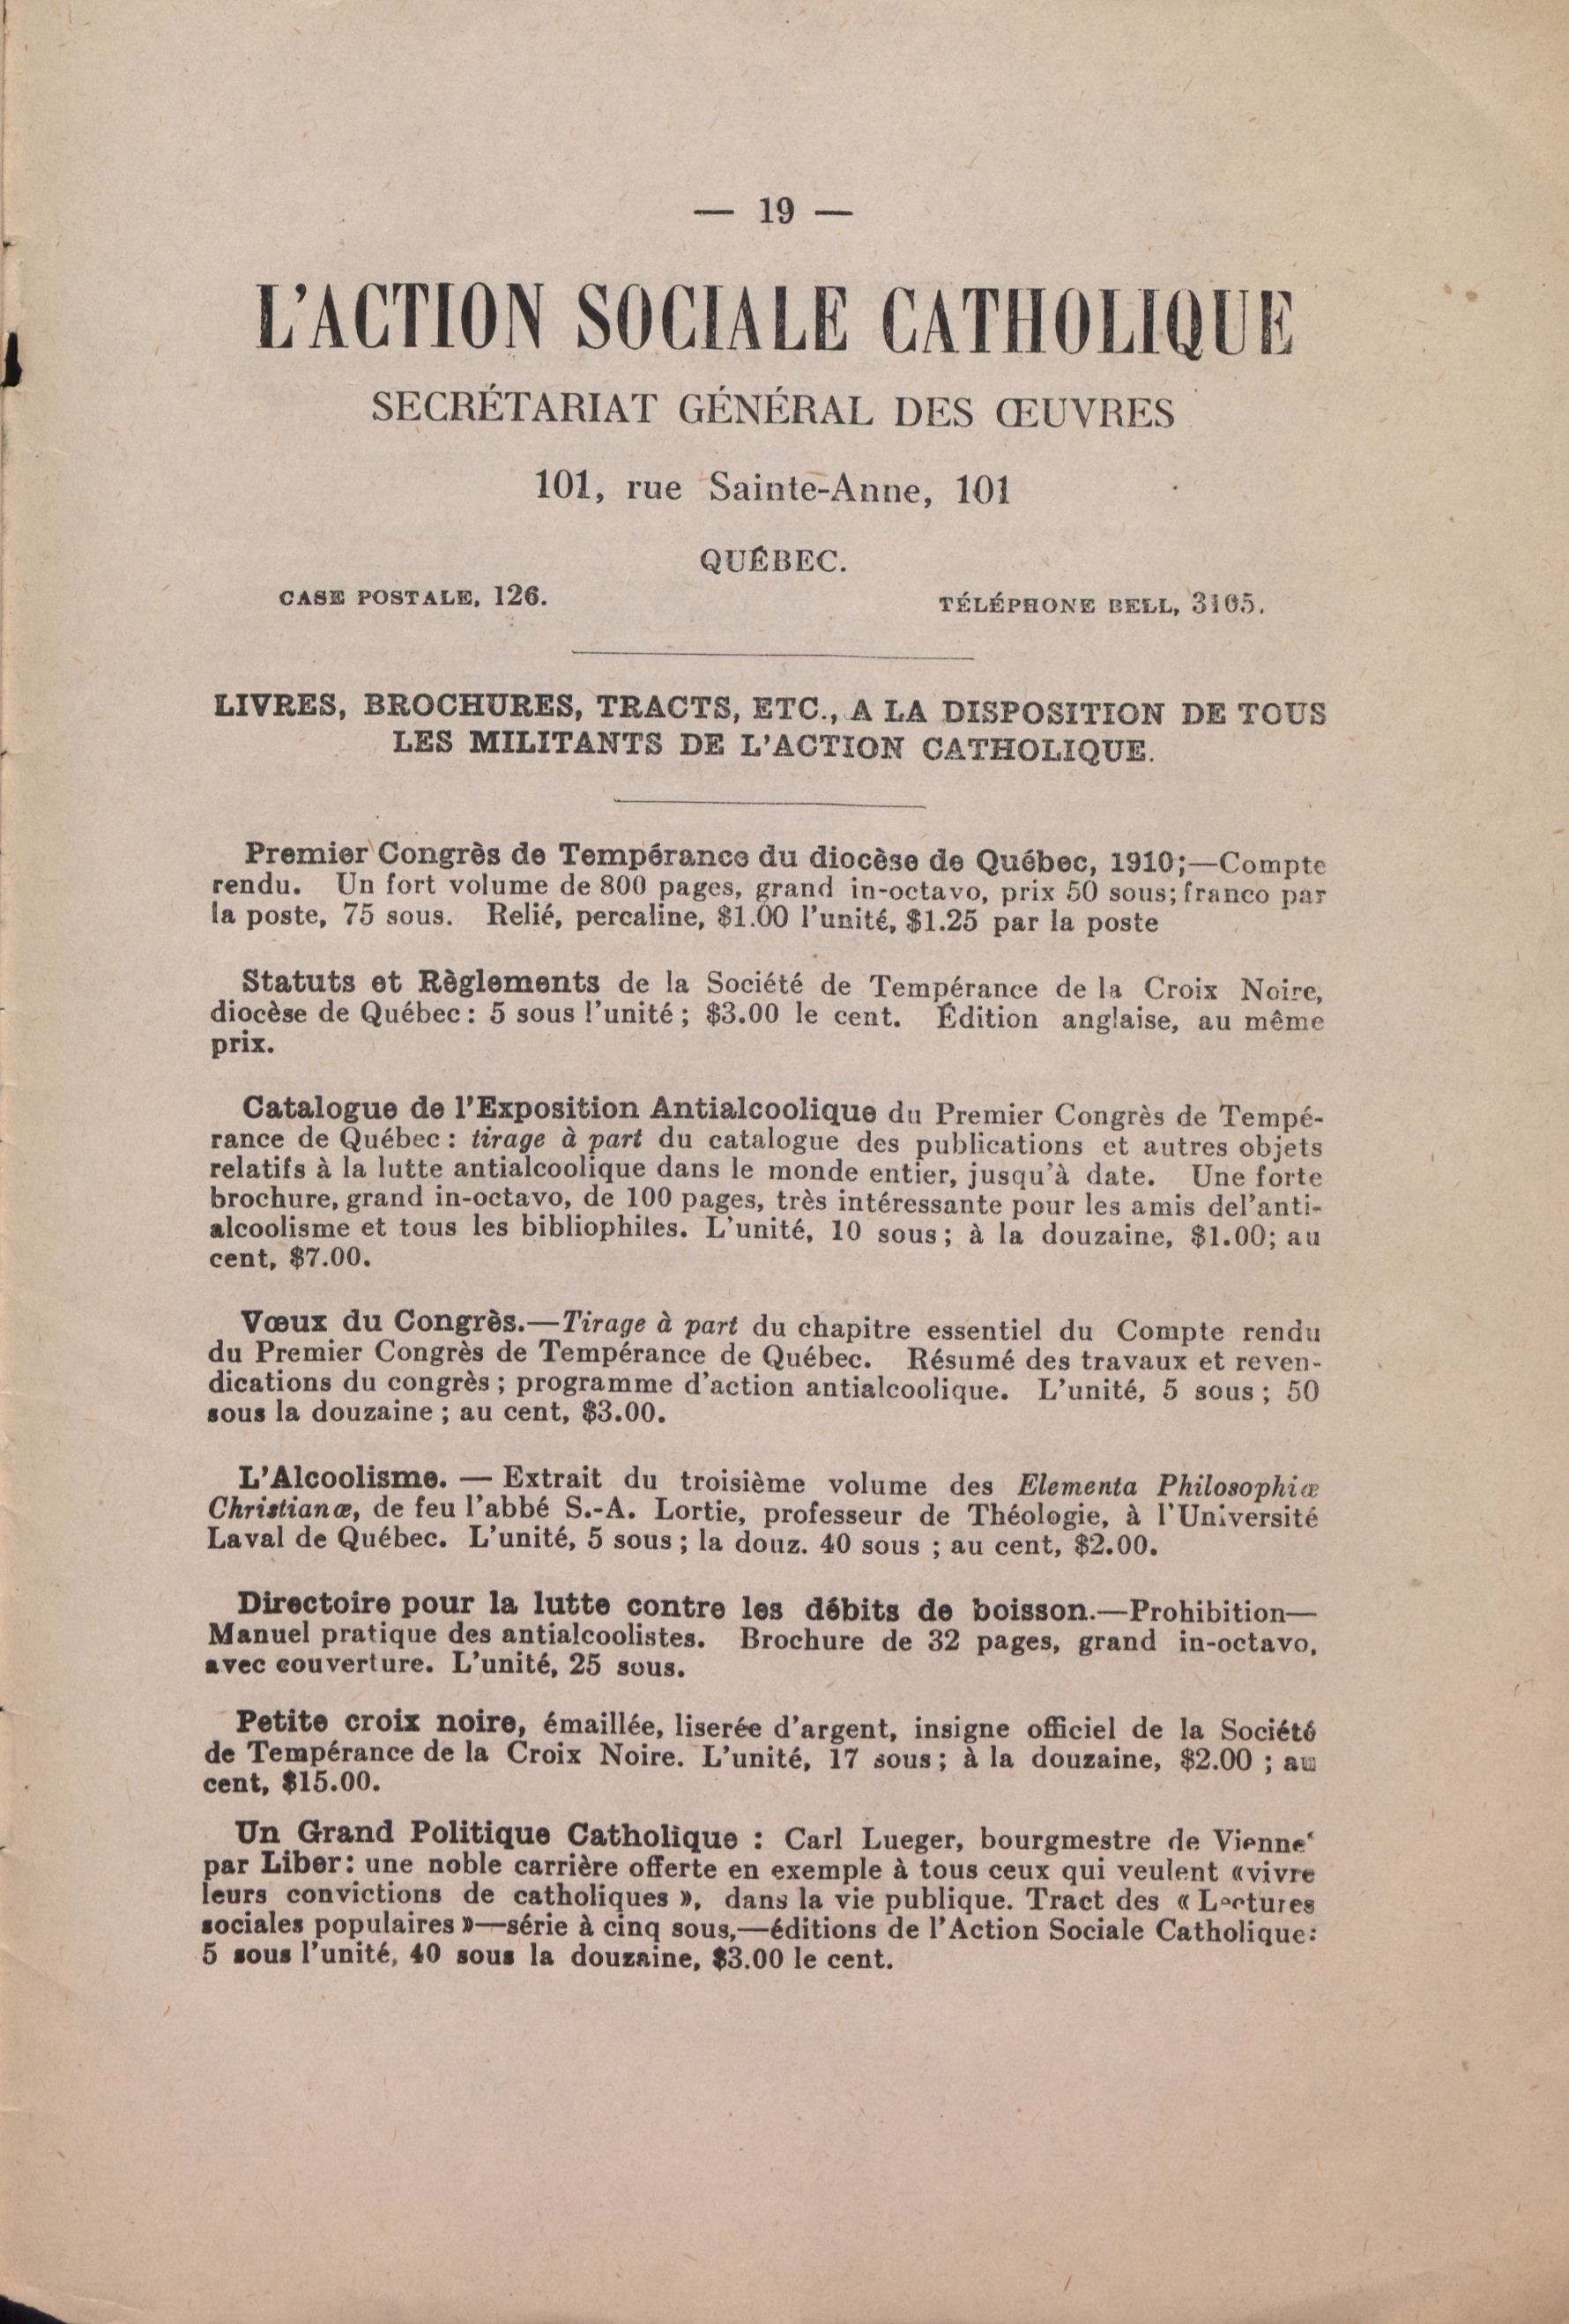 — 19 —
L'ACTION SOCIALE CATHOLIQUE
SECRÉTARIAT GÉNÉRAL DES ŒUVRES
101, rue Sainte-Anne, 101
QUÉBEC.
CASE POSTALE, 126. TÉLÉPHONE BELL, 3105.
LIVRES, BROCHURES, TRACTS, ETC., A LA DISPOSITION DE TOUS
LES MILITANTS DE L'ACTION CATHOLIQUE.
Premier Congrès de Tempérance du diocèse de Québec, 1910;—Compte
rendu. Un fort volume de 800 pages, grand in-octavo, prix 50 sous; franco par
la poste, 75 sous. Relié, percaline, $1.00 l'unité, $1.25 par la poste
Statuts et Règlements de la Société de Tempérance de la Croix Noire,
diocèse de Québec : 5 sous l'unité ; $3.00 le cent. Édition anglaise, au même
prix.
Catalogue de l'Exposition Antialcoolique du Premier Congrès de Tempé-
rance de Québec : tirage à part du catalogue des publications et autres objets
relatifs à la lutte antialcoolique dans le monde entier, jusqu'à date. Une forte
brochure, grand in-octavo, de 100 pages, très intéressante pour les amis del'anti-
alcoolisme et tous les bibliophiles. L'unité, 10 sous ; à la douzaine, $1.00; au
cent, $7.00.
Vœux du Congrès.—Tirage à part du chapitre essentiel du Compte rendu
du Premier Congrès de Tempérance de Québec. Résumé des travaux et reven-
dications du congrès ; programme d'action antialcoolique. L'unité, 5 sous ; 50
sous la douzaine ; au cent, $3.00.
L'Alcoolisme. — Extrait du troisième volume des Elementa Philosophiæ
Christianæ, de feu l'abbé S.-A. Lortie, professeur de Théologie, à l'Université
Laval de Québec. L'unité, 5 sous ; la douz. 40 sous ; au cent, $2.00.
Directoire pour la lutte contre les débits de boisson.—Prohibition—
Manuel pratique des antialcoolistes. Brochure de 32 pages, grand in-octavo,
avec couverture. L'unité, 25 sous.
Petite croix noire, émaillée, liserée d'argent, insigne officiel de la Société
de Tempérance de la Croix Noire. L'unité, 17 sous ; à la douzaine, $2.00 ; au
cent, $15.00.
Un Grand Politique Catholique : Carl Lueger, bourgmestre de Vienne'
par Liber : une noble carrière offerte en exemple à tous ceux qui veulent «vivre
leurs convictions de catholiques », dans la vie publique. Tract des « Lectures
sociales populaires »—série à cinq sous,—éditions de l'Action Sociale Catholique:
5 sous l'unité, 40 sous la douzaine, $3.00 le cent.